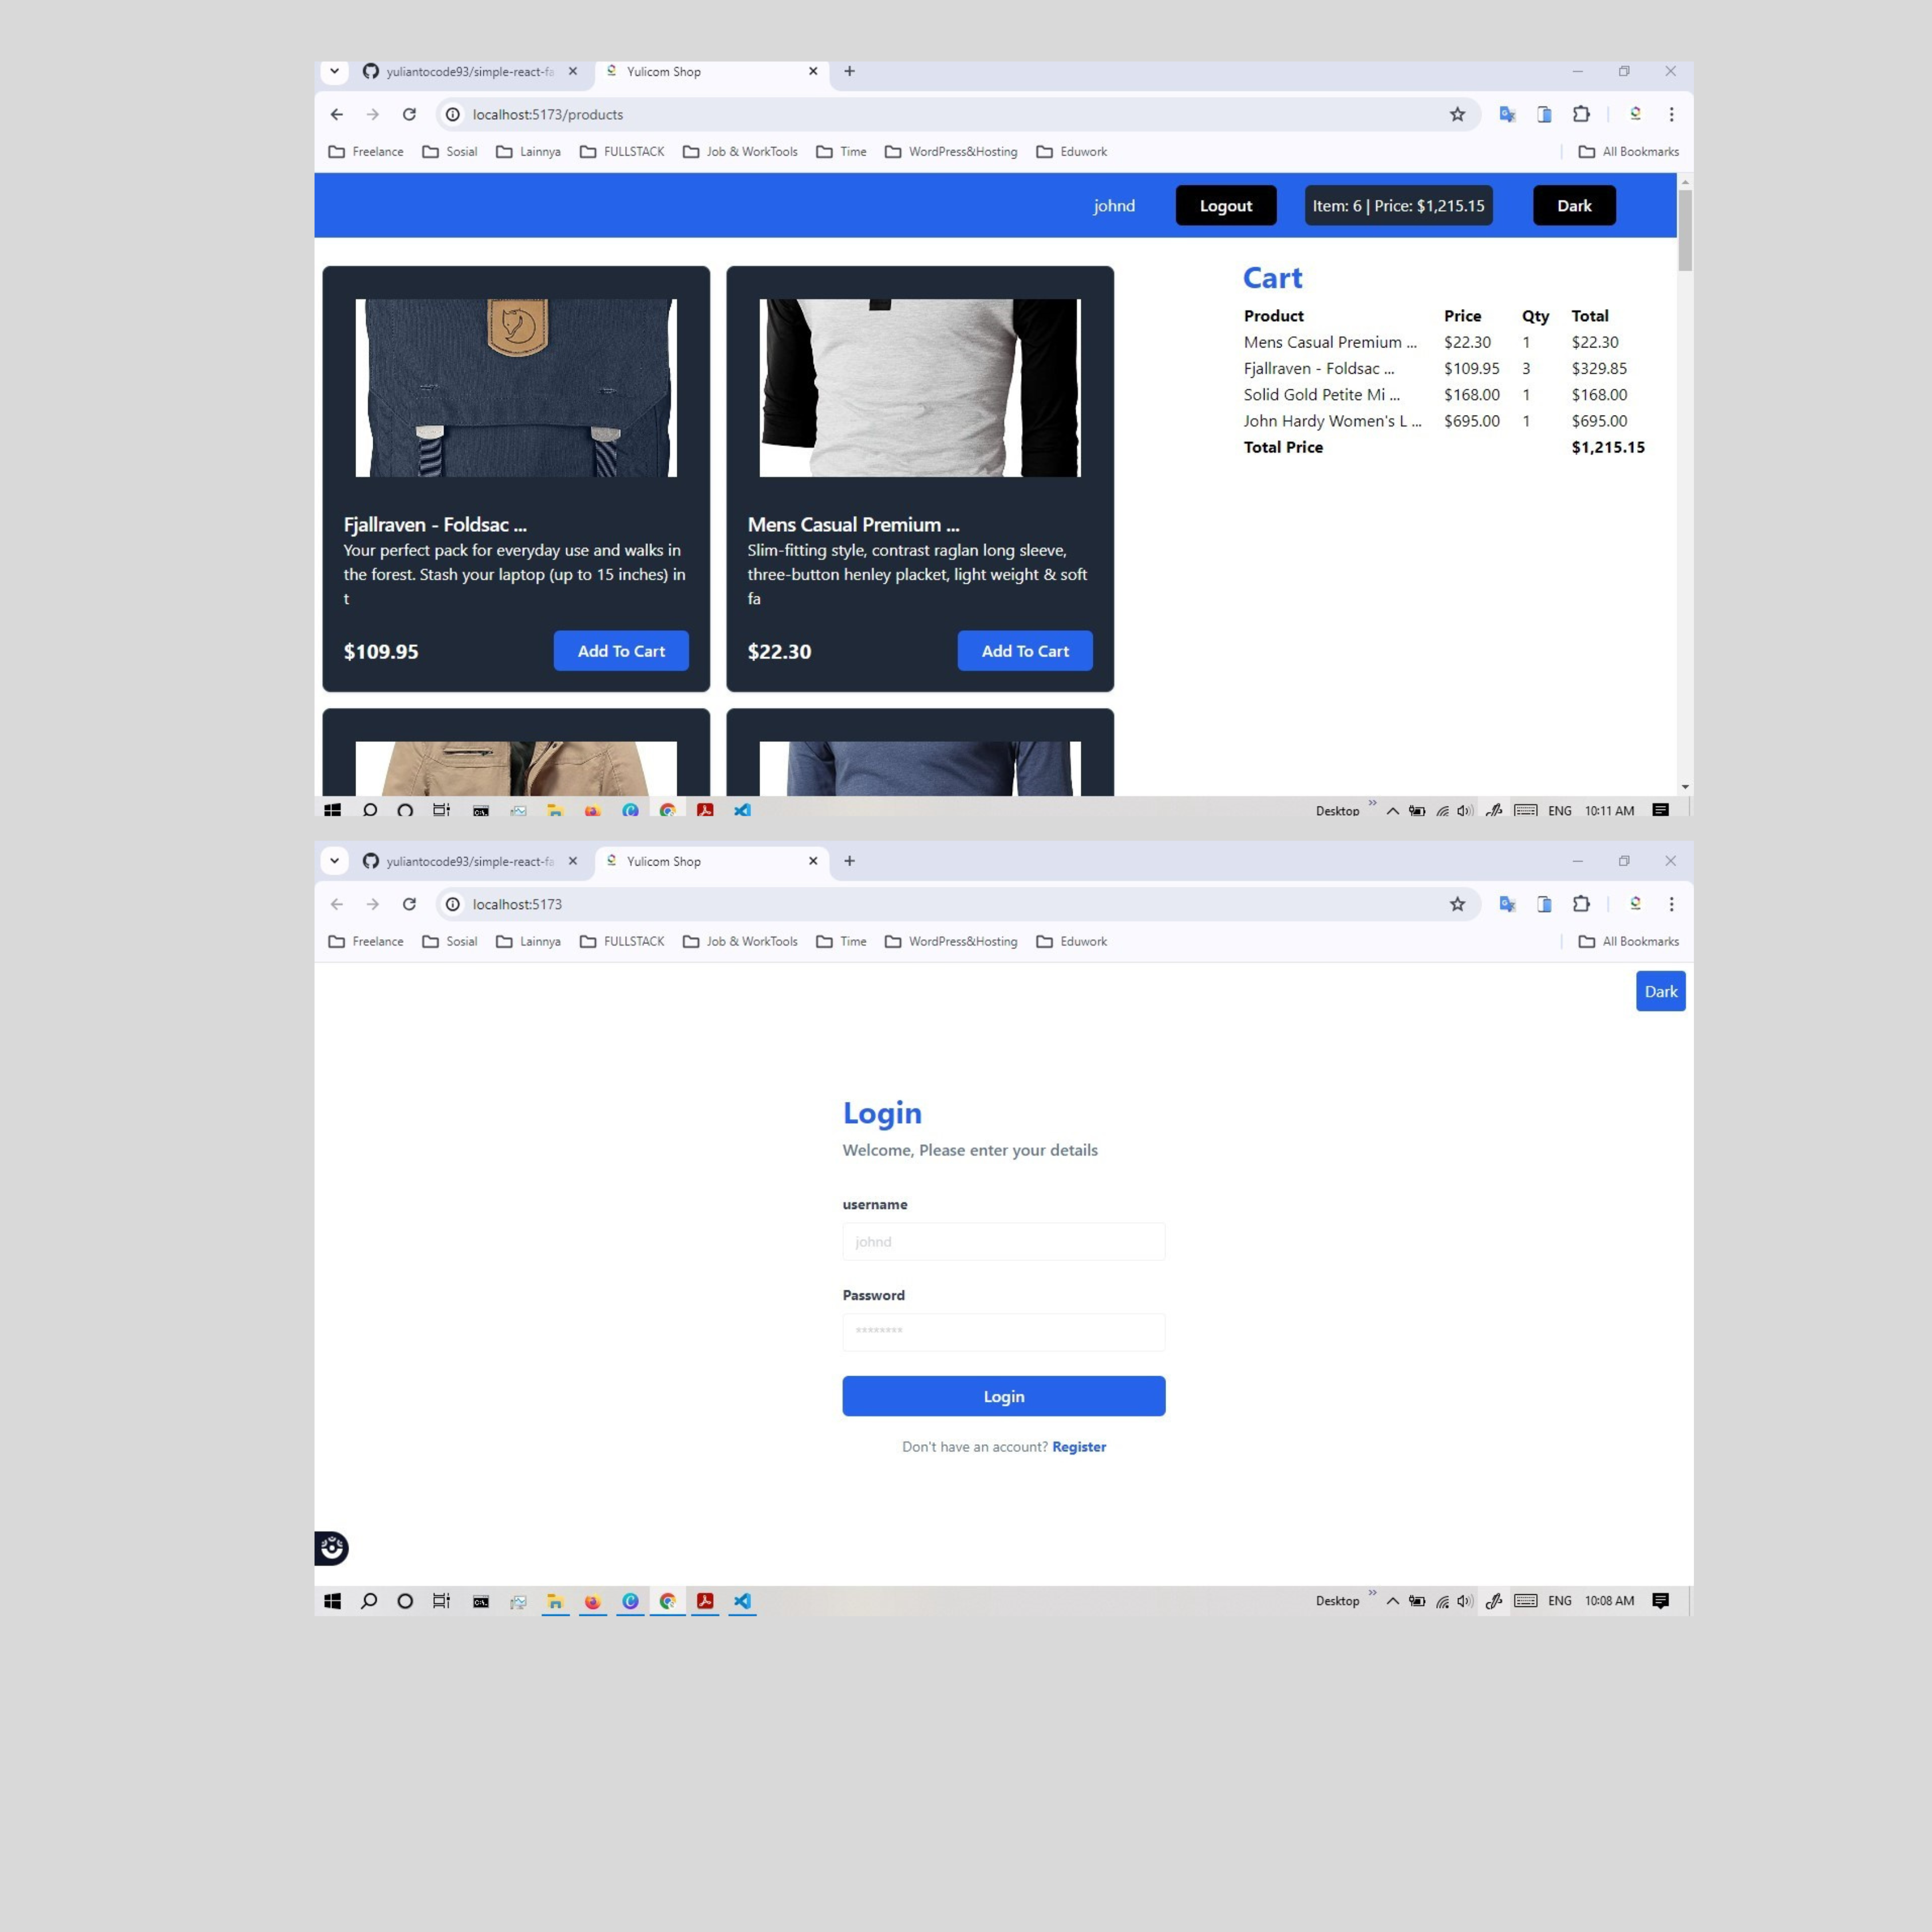 yuliantocode93/simple-react-fa
Yulicom Shop
localhost:5173/products
Freelance Sosial Lainnya FULLSTACK Job & WorkTools Time WordPress&Hosting Eduwork All Bookmarks
johnd Logout Item: 6 | Price: $1,215.15 Dark
Fjallraven - Foldsac ...
Your perfect pack for everyday use and walks in
the forest. Stash your laptop (up to 15 inches) in
t
$109.95 Add To Cart
Mens Casual Premium ...
Slim-fitting style, contrast raglan long sleeve,
three-button henley placket, light weight & soft
fa
$22.30 Add To Cart
Cart
Product Price Qty Total
Mens Casual Premium ... $22.30 1 $22.30
Fjallraven - Foldsac ... $109.95 3 $329.85
Solid Gold Petite Mi ... $168.00 1 $168.00
John Hardy Women's L ... $695.00 1 $695.00
Total Price $1,215.15
Desktop ENG 10:11 AM
yuliantocode93/simple-react-fa
Yulicom Shop
localhost:5173
Freelance Sosial Lainnya FULLSTACK Job & WorkTools Time WordPress&Hosting Eduwork All Bookmarks
Dark
Login
Welcome, Please enter your details
username
johnd
Password
********
Login
Don't have an account? Register
Desktop ENG 10:08 AM